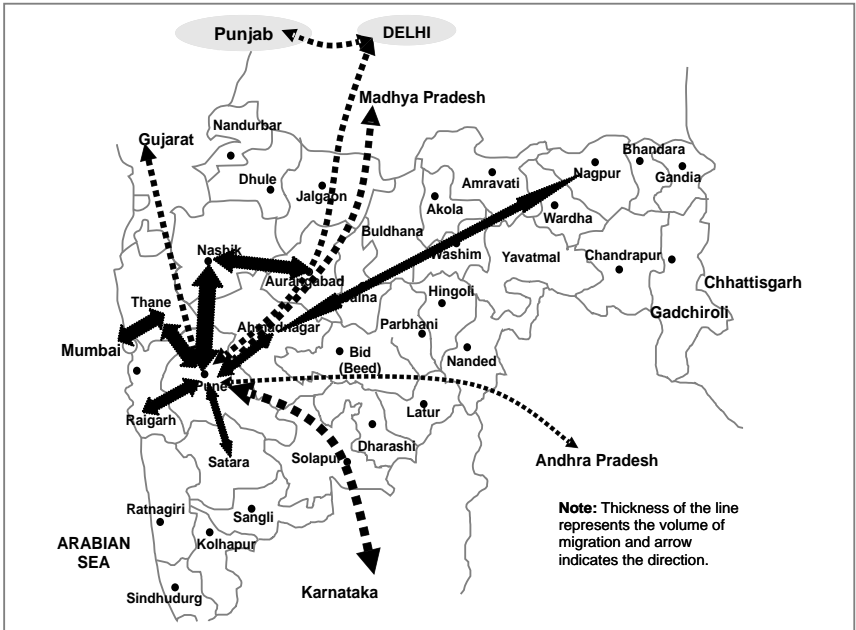 Punjab
DELHI
Madhya Pradesh
Gujarat
Nandurbar
Bhandara
Nagpur
Gandia
Dhule
Jalgaon
Amravati
Akola
Wardha
Buldhana
Nashik
Washim
Yavatmal
Chandrapur
Aurangabad
Chhattisgarh
Jalna
Hingoli
Thane
Gadchiroli
Ahmadnagar
Parbhani
Mumbai
Bid
(Beed)
Nanded
Pune
Raigarh
Latur
Dharashi
Satara
Solapur
Andhra Pradesh
Ratnagiri
Sangli
Note: Thickness of the line
represents the volume of
migration and arrow
indicates the direction.
ARABIAN
SEA
Kolhapur
Karnataka
Sindhudurg